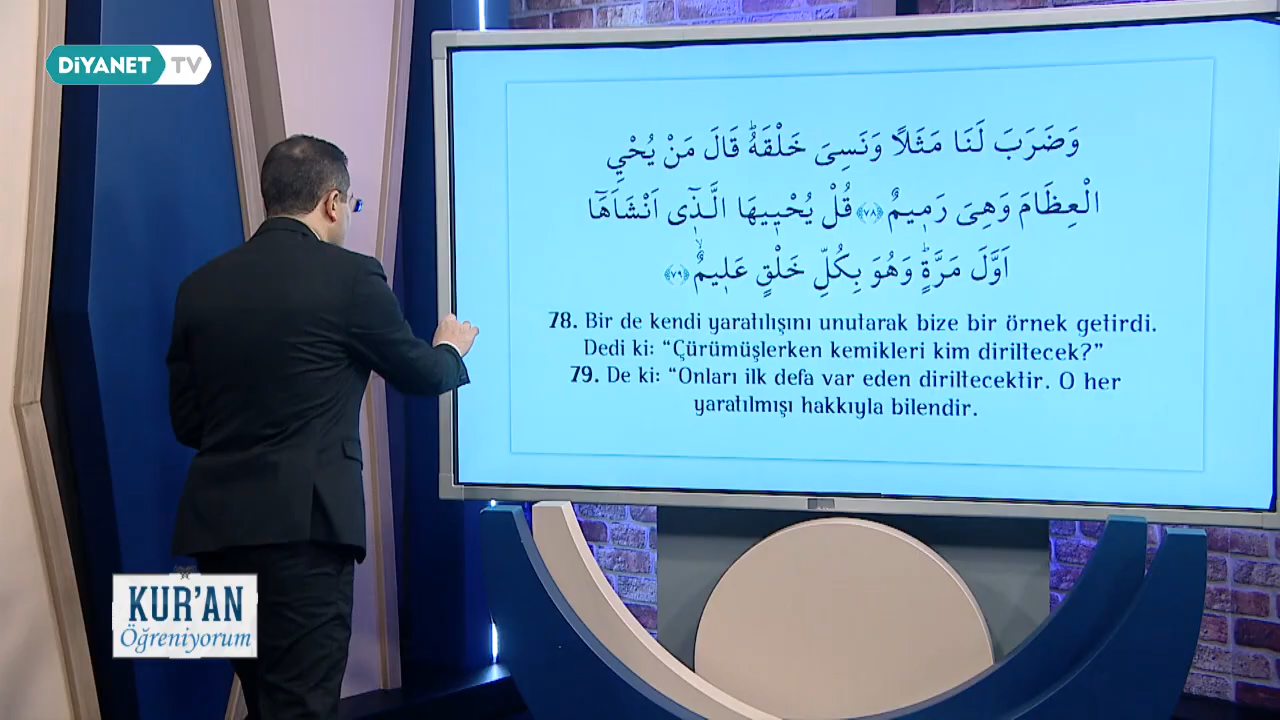 DİYANET TV
وَضَرَبَ لَنَا مَثَلًا وَنَسِىَ خَلْقَهُۜ قَالَ مَنْ يُحْيِ
الْعِظَامَ وَهِىَ رَم۪يمٌ ﴿٧٨﴾ قُلْ يُحْي۪يهَا الَّذ۪ٓى اَنْشَاَهَٓا
اَوَّلَ مَرَّةٍۜ وَهُوَ بِكُلِّ خَلْقٍ عَل۪يمٌۙ ﴿٧٩﴾
78. Bir de kendi yaratılışını unutarak bize bir örnek getirdi.
Dedi ki: “Çürümüşlerken kemikleri kim diriltecek?”
79. De ki: “Onları ilk defa var eden diriltecektir. O her
yaratılmışı hakkıyla bilendir.
KUR'AN
Öğreniyorum